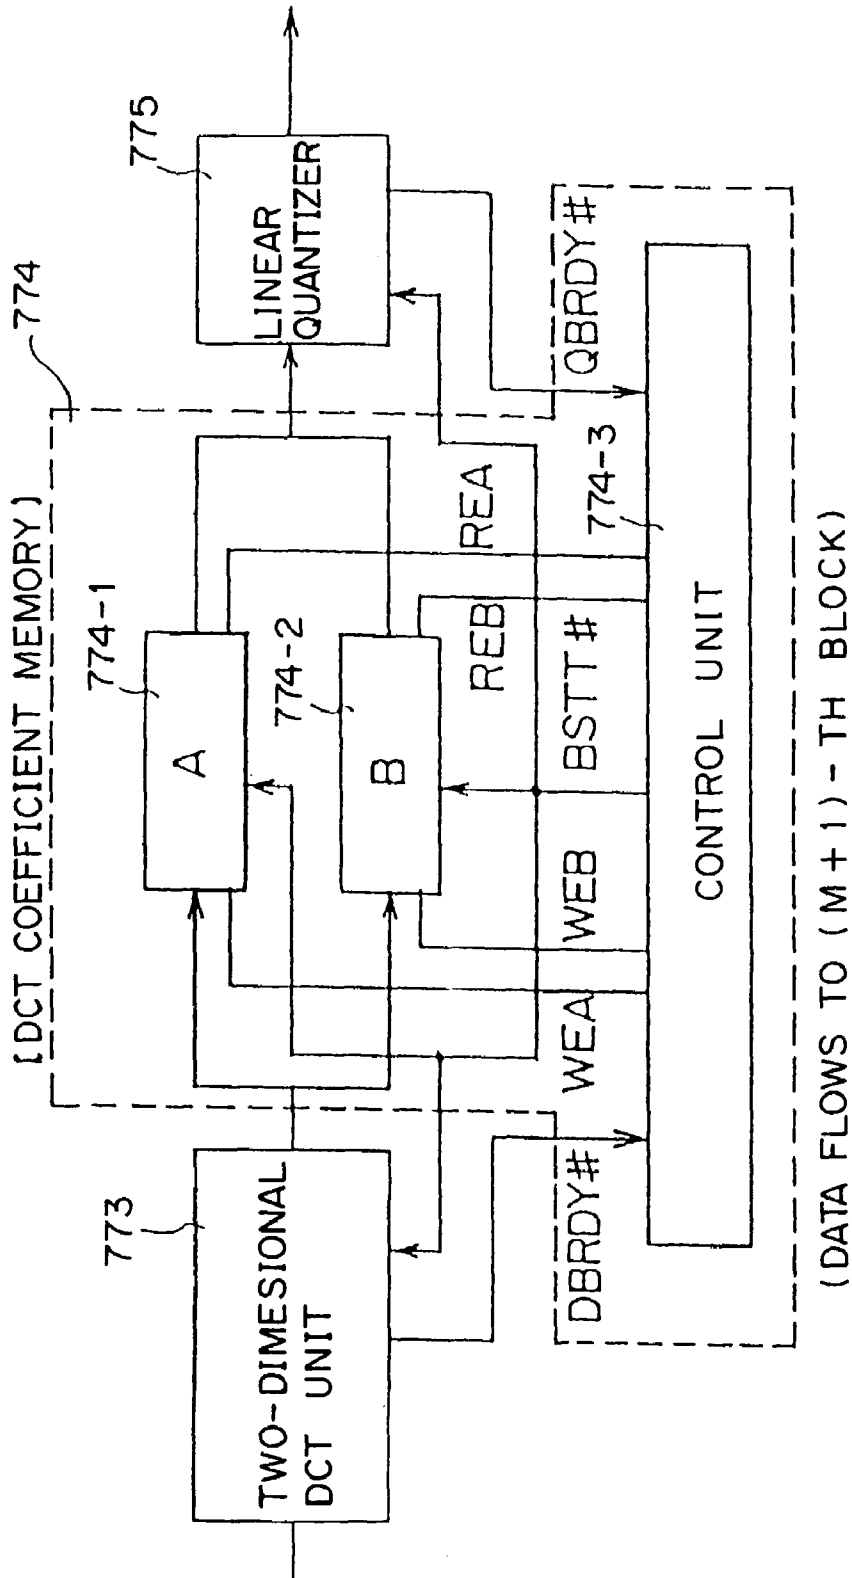 [DCT COEFFICIENT MEMORY]
774
773
TWO-DIMESIONAL
DCT UNIT
774-1
A
774-2
B
775
LINEAR
QUANTIZER
DBRDY#
WEA
WEB
BSTT#
REB
REA
QBRDY#
774-3
CONTROL UNIT
(DATA FLOWS TO (M+1)-TH BLOCK)